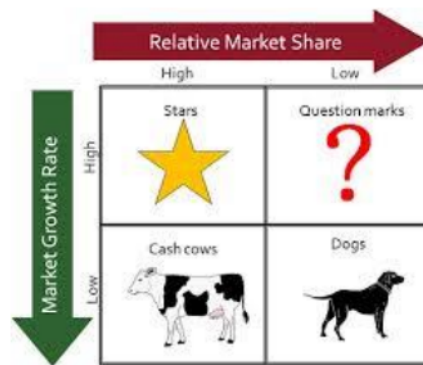 Relative Market Share
High Low
Market Growth Rate
High
Stars Question marks
?
Low
Cash cows Dogs